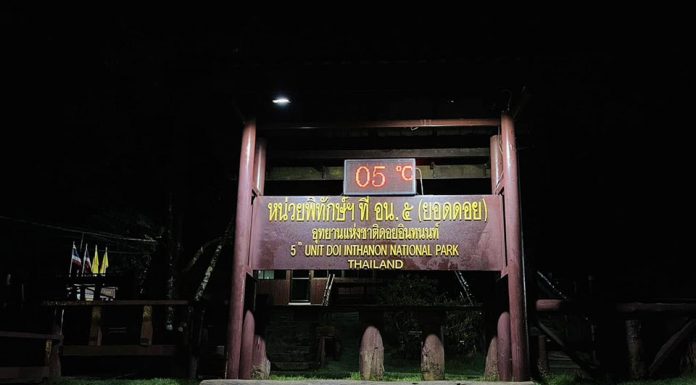 05 °C
หน่วยพิทักษ์ฯ ที่ อน. ๕ (ยอดดอย)
อุทยานแห่งชาติดอยอินทนนท์
5th UNIT DOI INTHANON NATIONAL PARK
THAILAND